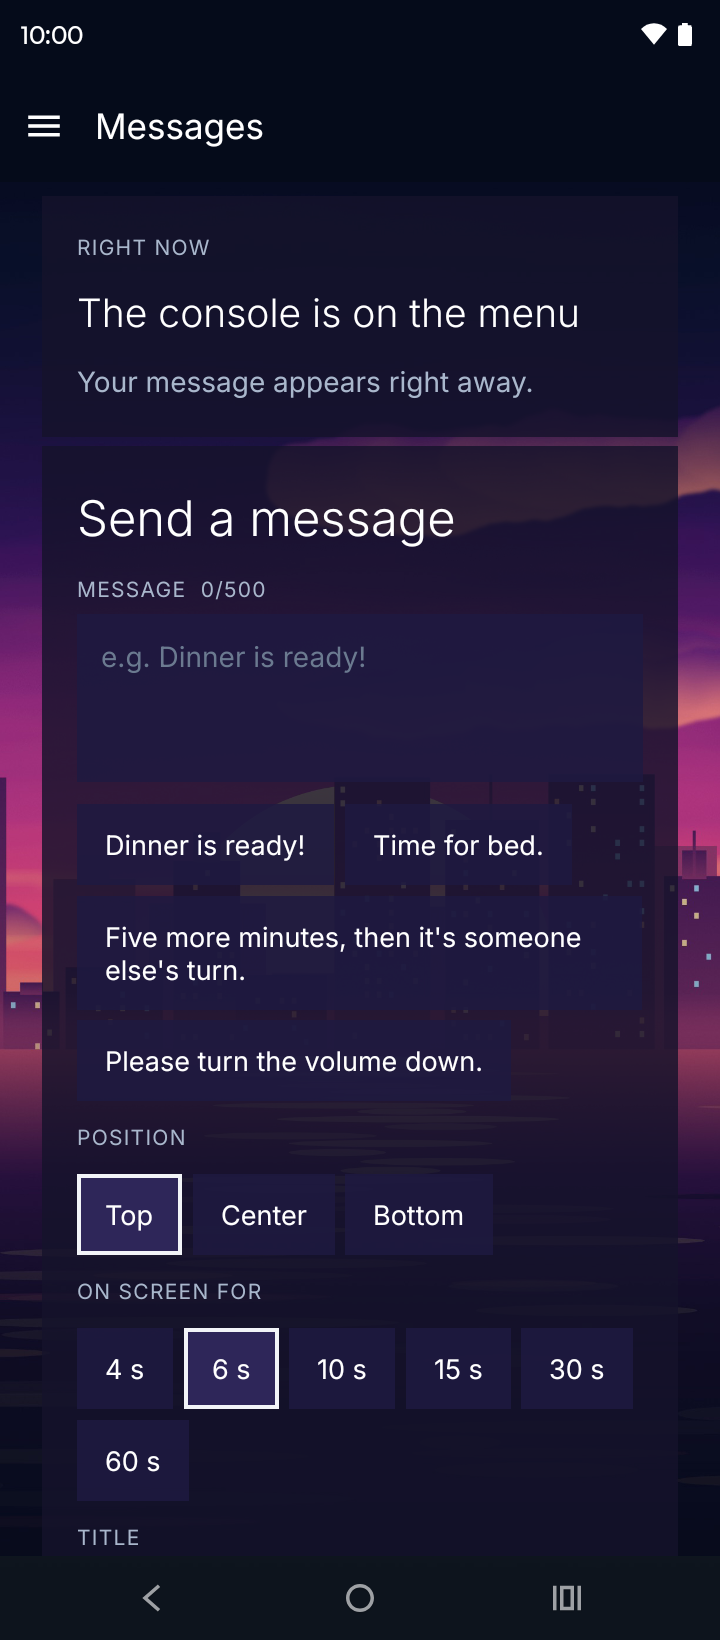 10:00
Messages
RIGHT NOW
The console is on the menu
Your message appears right away.
Send a message
MESSAGE 0/500
e.g. Dinner is ready!
Dinner is ready!
Time for bed.
Five more minutes, then it's someone
else's turn.
Please turn the volume down.
POSITION
Top
Center
Bottom
ON SCREEN FOR
4 s
6 s
10 s
15 s
30 s
60 s
TITLE